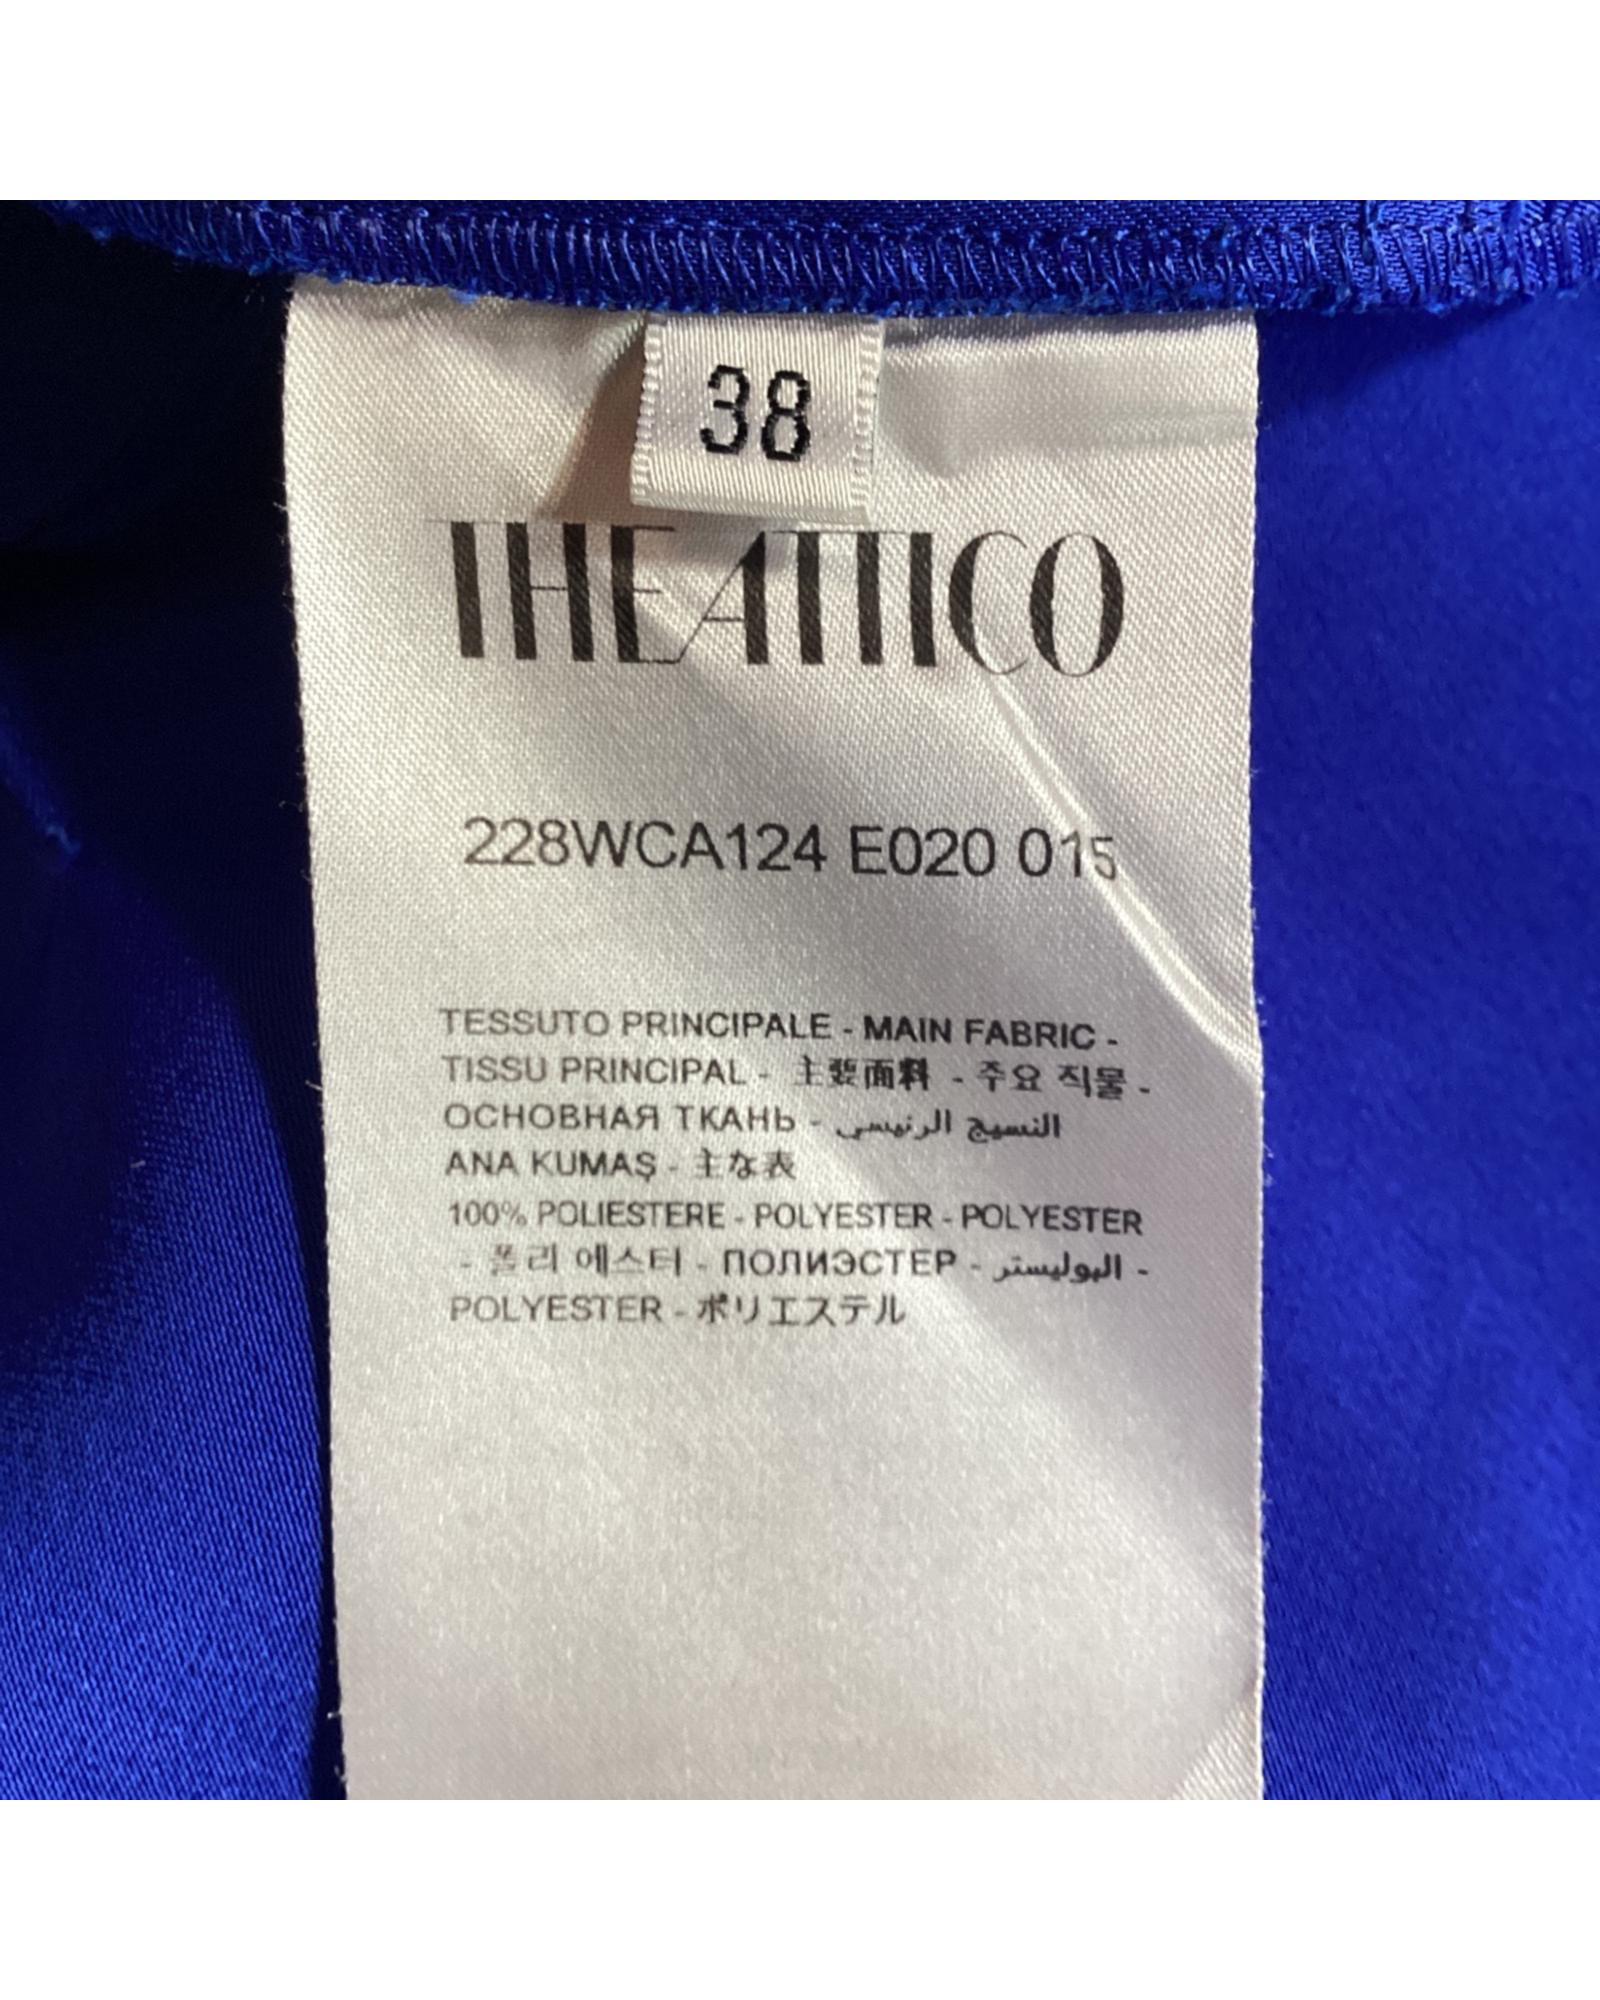 38
THE ATTICO
228WCA124 E020 015
TESSUTO PRINCIPALE - MAIN FABRIC -
TISSU PRINCIPAL - 主要面料 - 주요 직물 -
ОСНОВНАЯ ТКАНЬ - النسيج الرئيسي
ANA KUMAŞ - 主な表
100% POLIESTERE - POLYESTER - POLYESTER
- 폴리 에스터 - ПОЛИЭСТЕР - البوليستر -
POLYESTER - ポリエステル